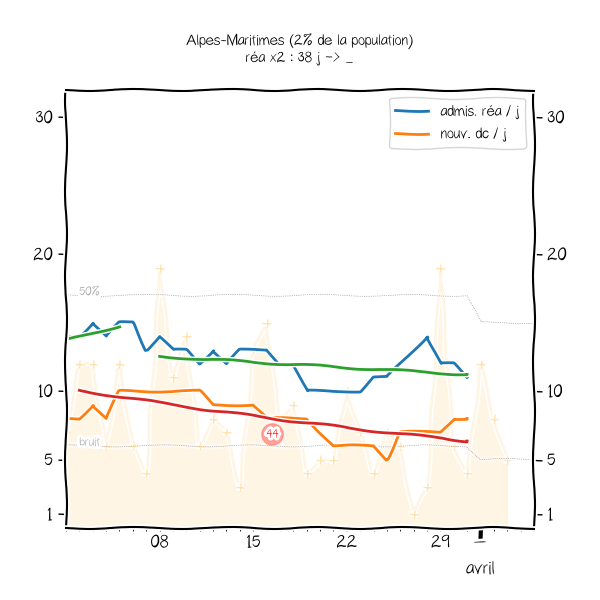 Alpes-Maritimes (2% de la population)
réa x2 : 38 j -> _
admis. réa / j
nouv. dc / j
30
30
20
20
50%
10
10
44
bruit
5
5
1
1
08
15
22
29
1
avril